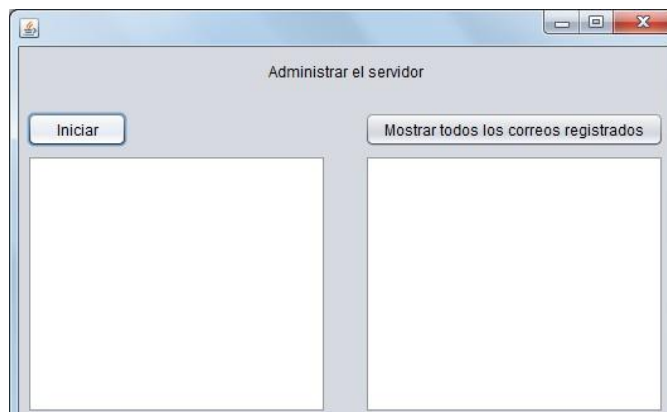 Administrar el servidor
Iniciar
Mostrar todos los correos registrados